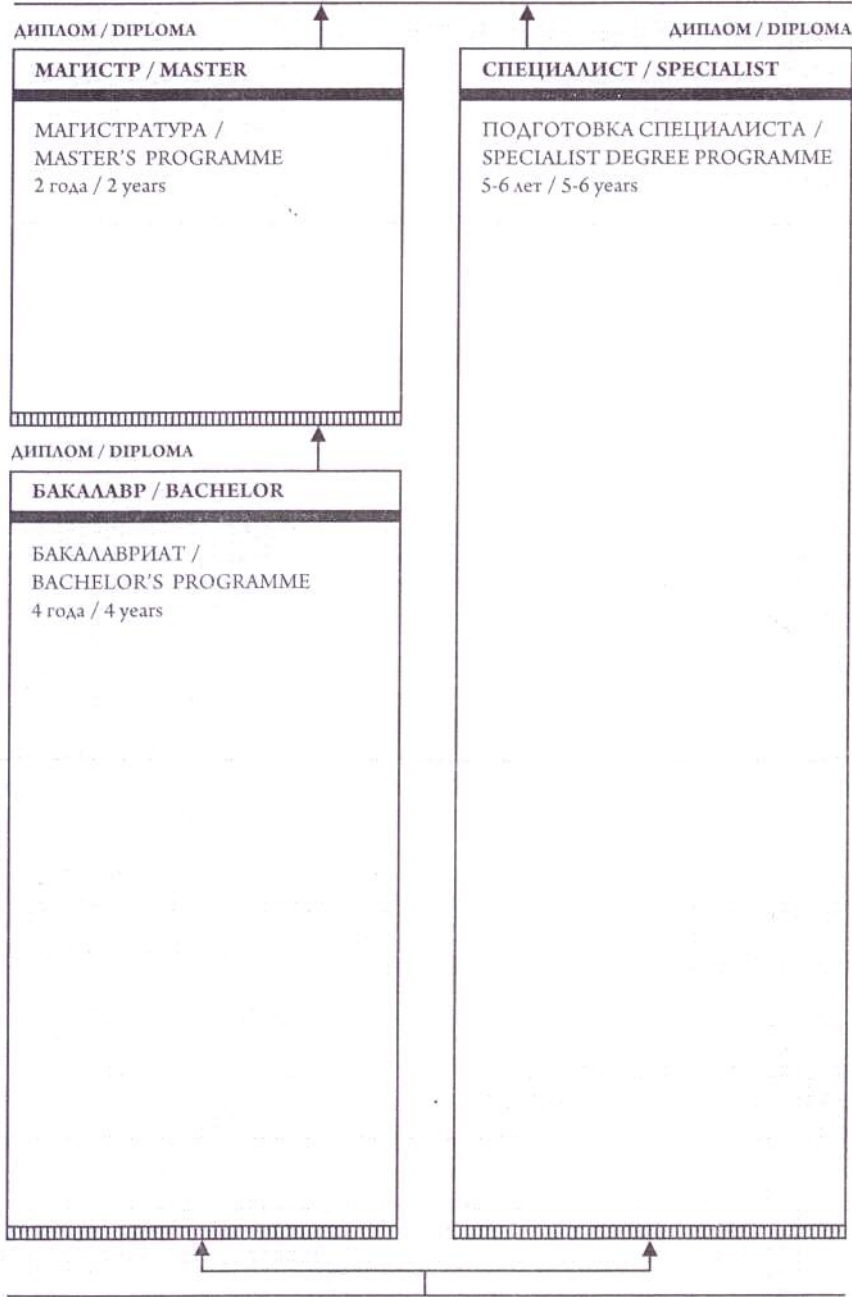 ДИПЛОМ / DIPLOMA
МАГИСТР / MASTER
МАГИСТРАТУРА /
MASTER'S PROGRAMME
2 года / 2 years
ДИПЛОМ / DIPLOMA
БАКАЛАВР / BACHELOR
БАКАЛАВРИАТ /
BACHELOR'S PROGRAMME
4 года / 4 years
ДИПЛОМ / DIPLOMA
СПЕЦИАЛИСТ / SPECIALIST
ПОДГОТОВКА СПЕЦИАЛИСТА /
SPECIALIST DEGREE PROGRAMME
5-6 лет / 5-6 years